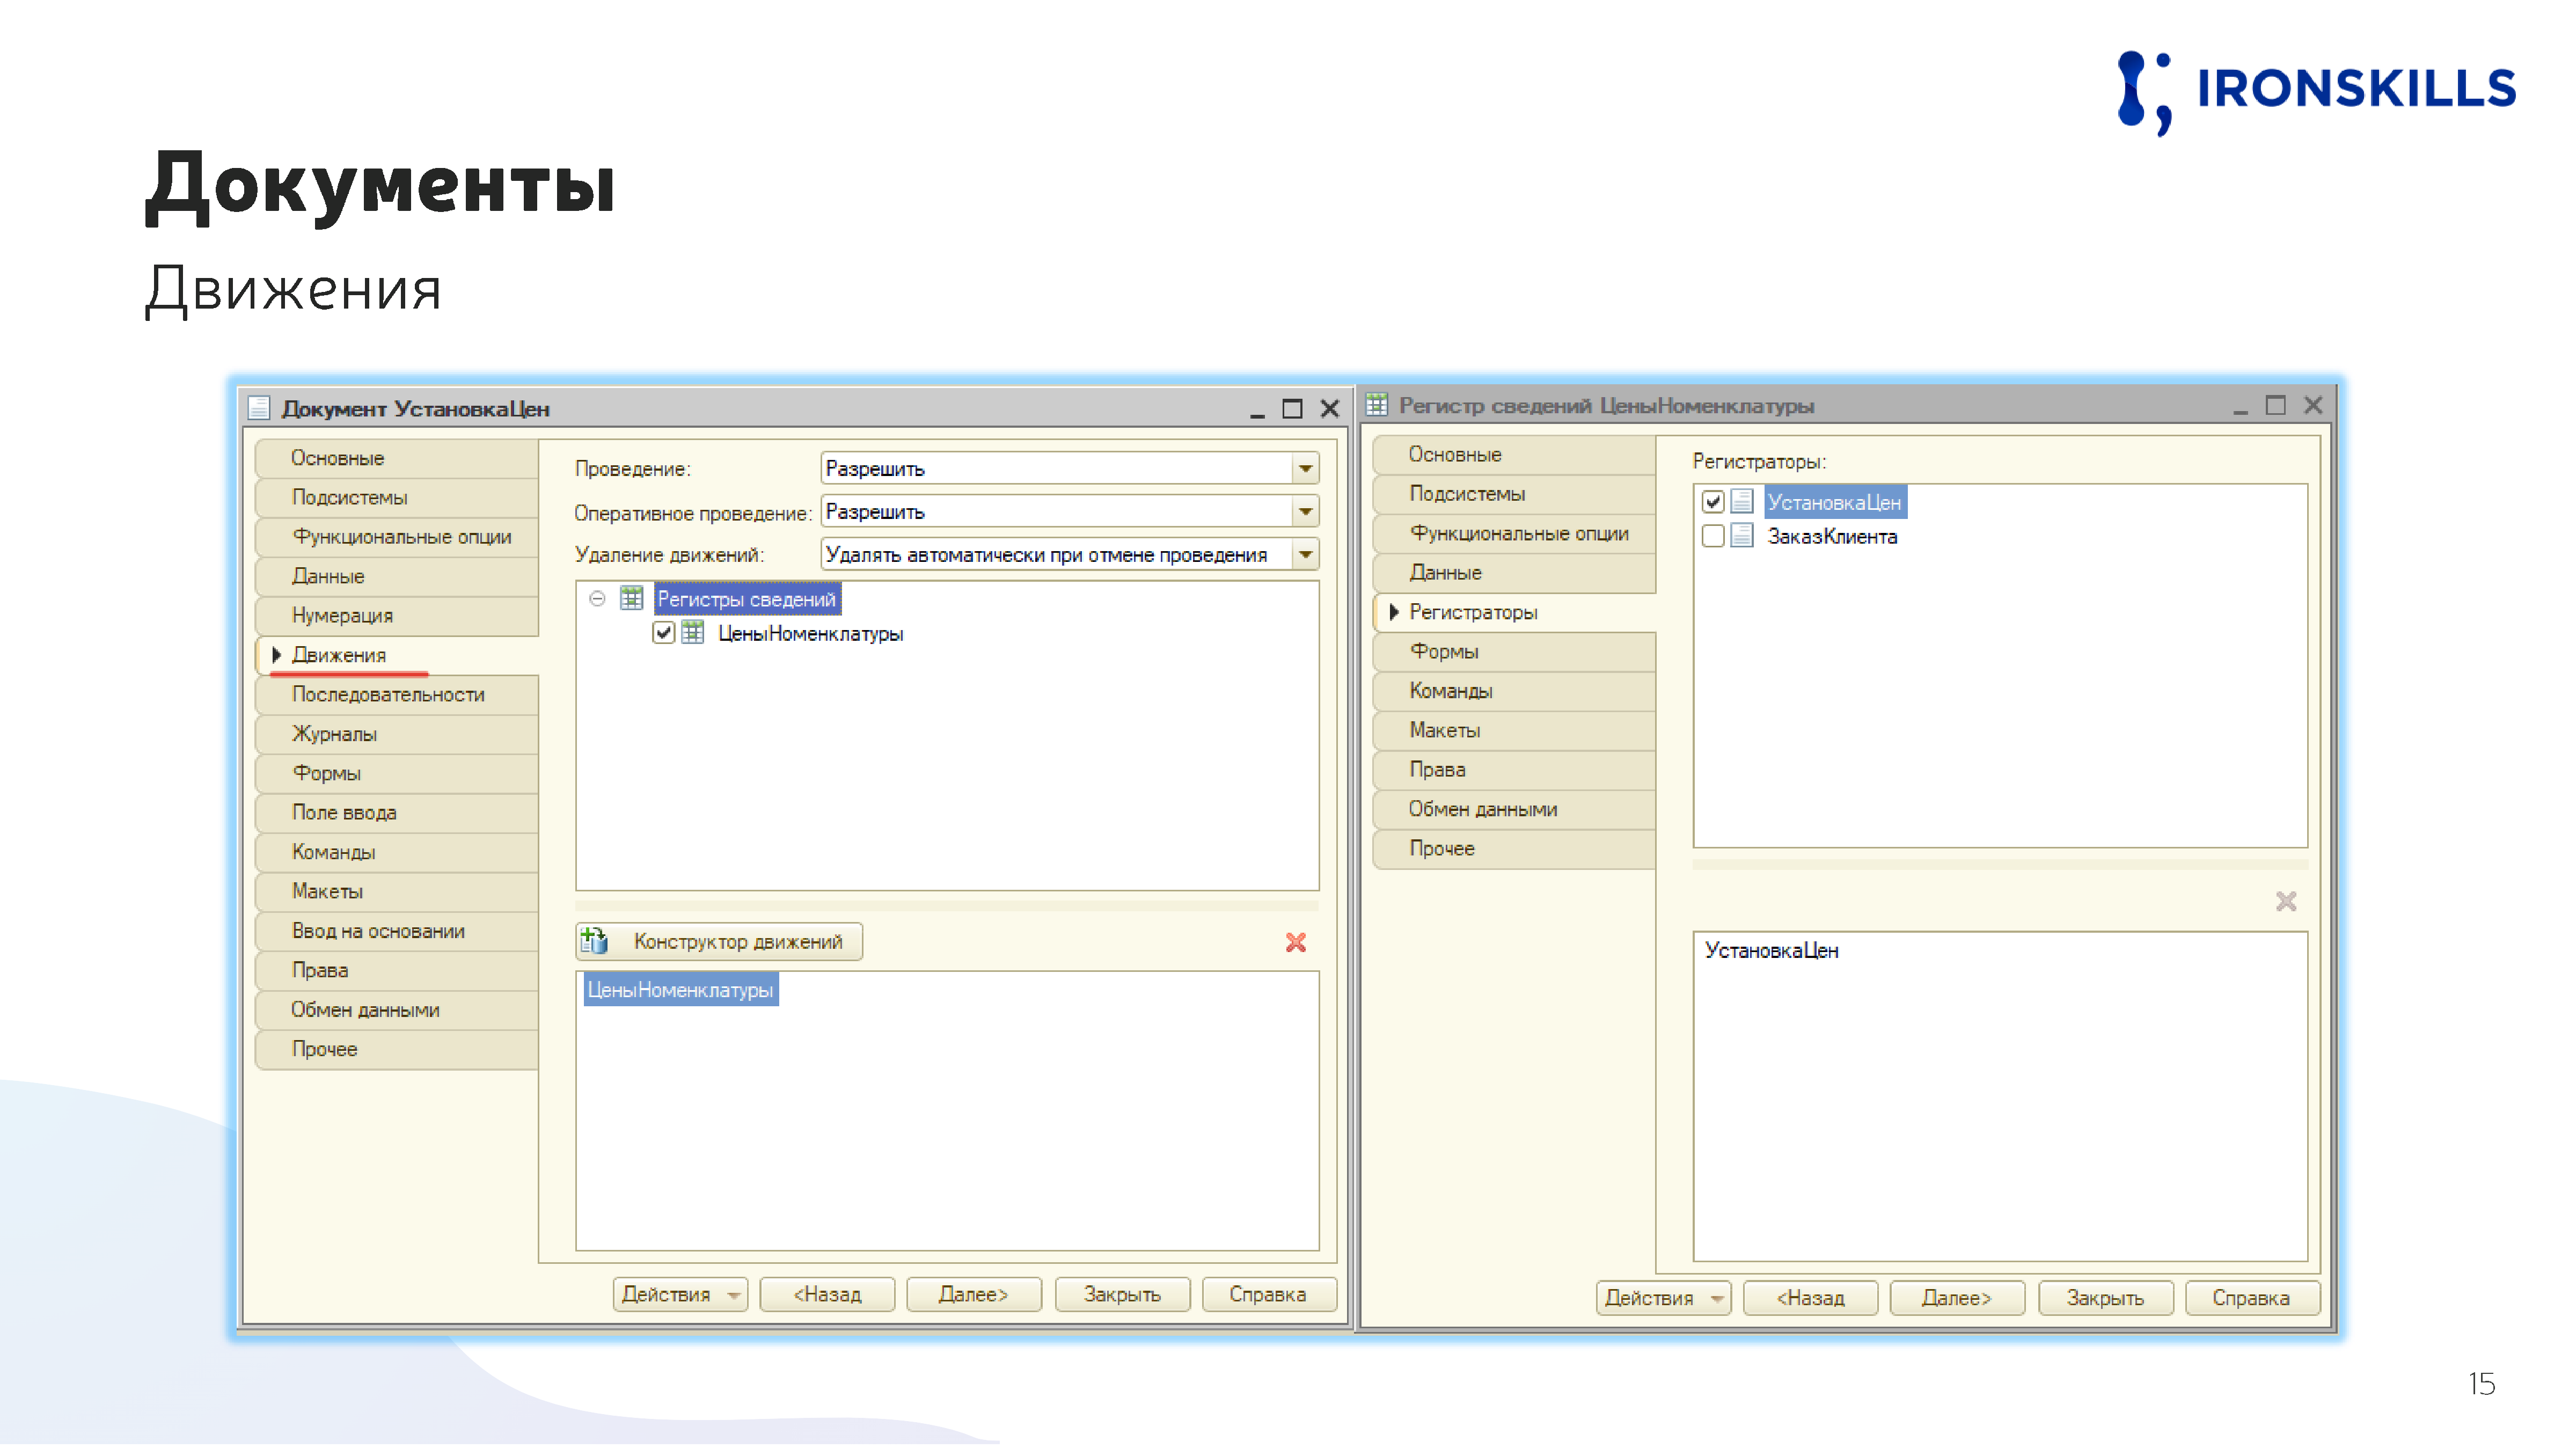 IRONSKILLS
Документы
Движения
Документ УстановкаЦен
Основные
Подсистемы
Функциональные опции
Данные
Нумерация
Движения
Последовательности
Журналы
Формы
Поле ввода
Команды
Макеты
Ввод на основании
Права
Обмен данными
Прочее
Проведение: Разрешить
Оперативное проведение: Разрешить
Удаление движений: Удалять автоматически при отмене проведения
Регистры сведений
ЦеныНоменклатуры
Конструктор движений
ЦеныНоменклатуры
Действия <Назад Далее> Закрыть Справка
Регистр сведений ЦеныНоменклатуры
Основные
Подсистемы
Функциональные опции
Данные
Регистраторы
Формы
Команды
Макеты
Права
Обмен данными
Прочее
Регистраторы:
УстановкаЦен
ЗаказКлиента
УстановкаЦен
Действия <Назад Далее> Закрыть Справка
15